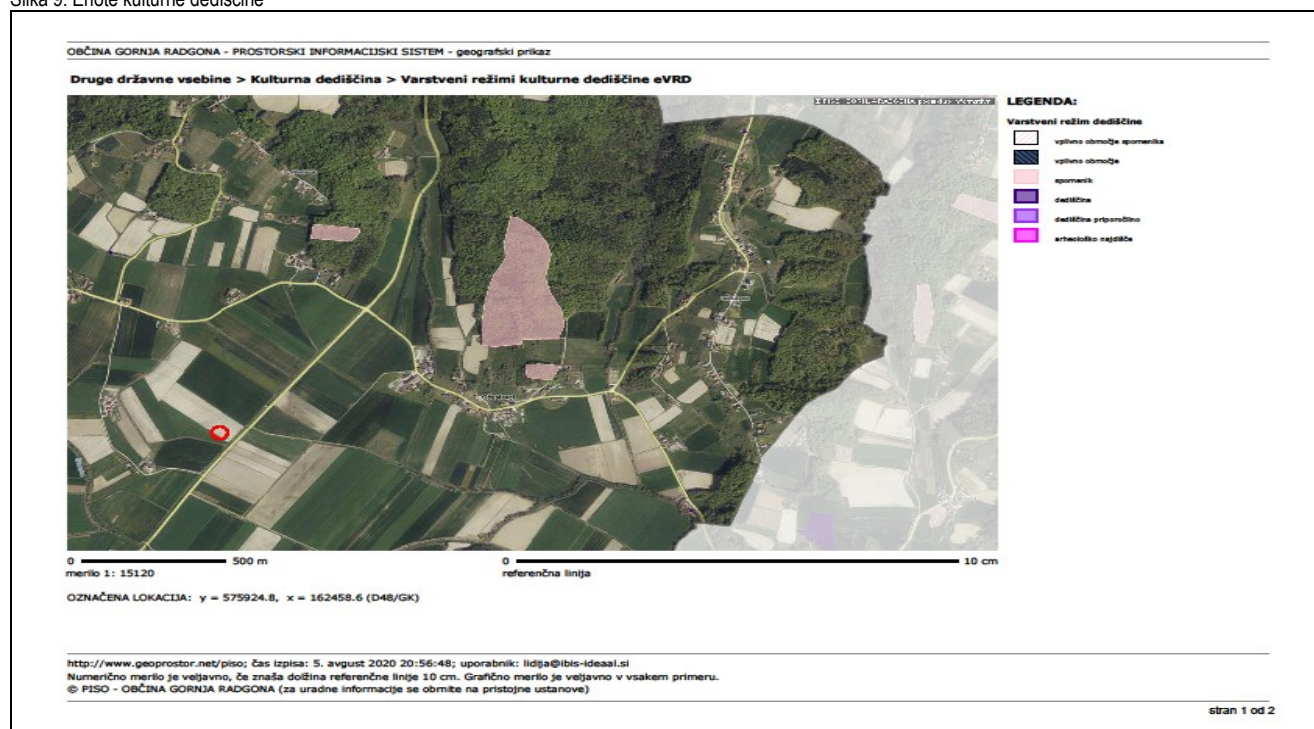 Slika 9: Enote kulturne dediščine
OBČINA GORNJA RADGONA - PROSTORSKI INFORMACIJSKI SISTEM - geografski prikaz
Druge državne vsebine > Kulturna dediščina > Varstveni režimi kulturne dediščine eVRD
LEGENDA:
Varstveni režim dediščine
vplivno območje spomenika
vplivno območje
spomenik
dediščina
dediščina priporočilno
arheološko najdišče
0 500 m
merilo 1: 15120
0 10 cm
referenčna linija
OZNAČENA LOKACIJA: y = 575924.8, x = 162458.6 (D48/GK)
http://www.geoprostor.net/piso; čas izpisa: 5. avgust 2020 20:56:48; uporabnik: lidija@ibis-ideaal.si
Numerično merilo je veljavno, če znaša dolžina referenčne linije 10 cm. Grafično merilo je veljavno v vsakem primeru.
© PISO - OBČINA GORNJA RADGONA (za uradne informacije se obrnite na pristojne ustanove)
stran 1 od 2